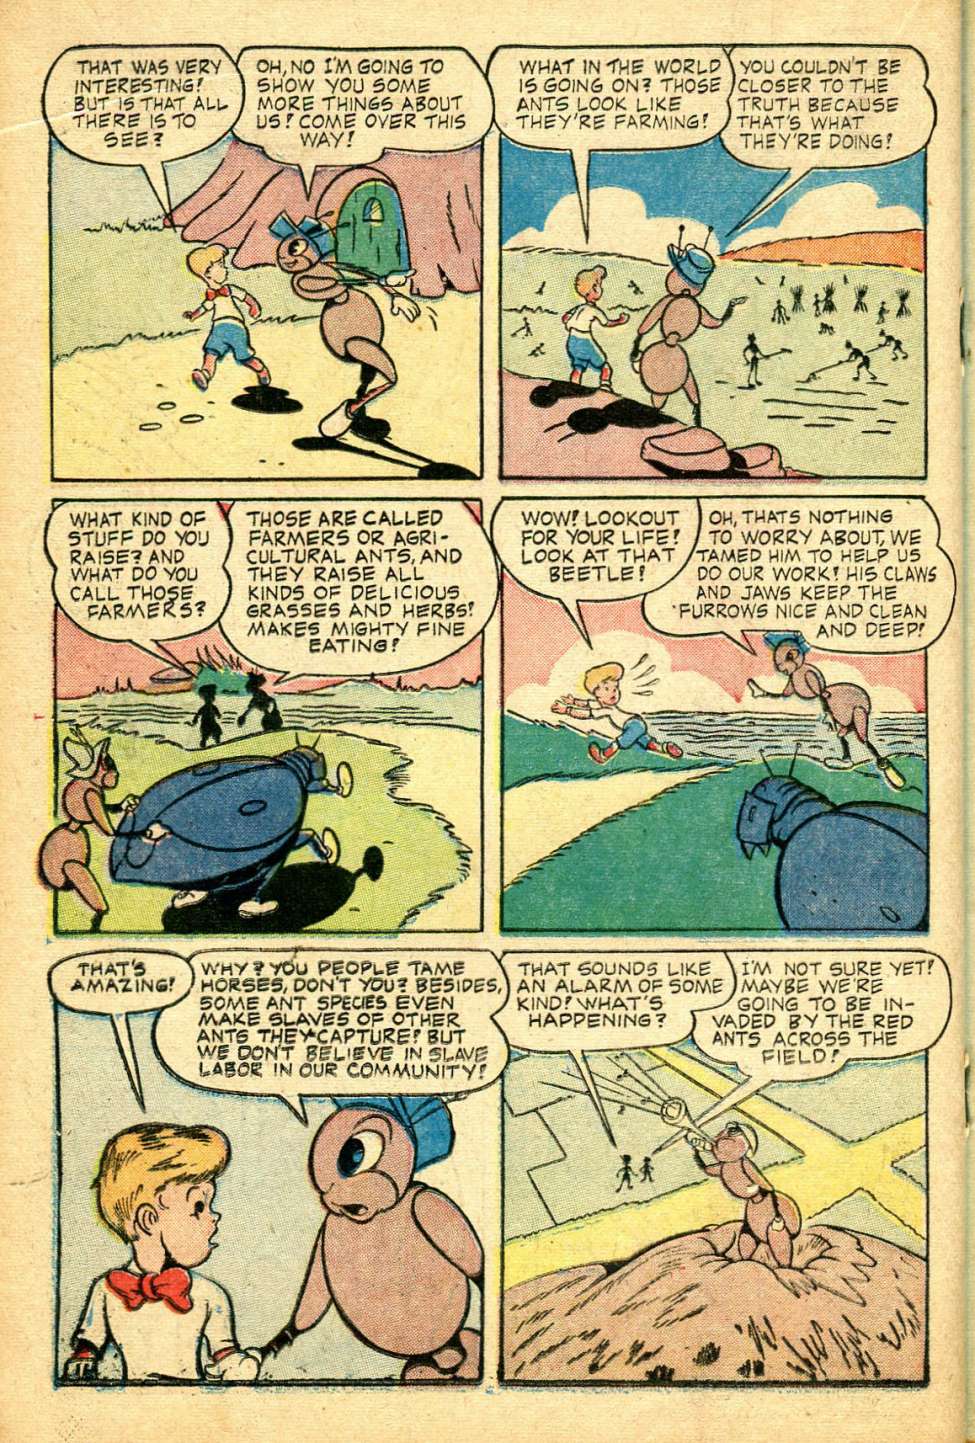 THAT WAS VERY
INTERESTING!
BUT IS THAT ALL
THERE IS TO
SEE?
OH, NO I'M GOING TO
SHOW YOU SOME
MORE THINGS ABOUT
US! COME OVER THIS
WAY!
WHAT IN THE WORLD
IS GOING ON? THOSE
ANTS LOOK LIKE
THEY'RE FARMING!
YOU COULDN'T BE
CLOSER TO THE
TRUTH BECAUSE
THAT'S WHAT
THEY'RE DOING!
WHAT KIND OF
STUFF DO YOU
RAISE? AND
WHAT DO YOU
CALL THOSE
FARMERS?
THOSE ARE CALLED
FARMERS OR AGRI-
CULTURAL ANTS, AND
THEY RAISE ALL
KINDS OF DELICIOUS
GRASSES AND HERBS!
MAKES MIGHTY FINE
EATING!
WOW! LOOKOUT
FOR YOUR LIFE!
LOOK AT THAT
BEETLE!
OH, THATS NOTHING
TO WORRY ABOUT, WE
TAMED HIM TO HELP US
DO OUR WORK! HIS CLAWS
AND JAWS KEEP THE
FURROWS NICE AND CLEAN
AND DEEP!
THAT'S
AMAZING!
WHY? YOU PEOPLE TAME
HORSES, DON'T YOU? BESIDES,
SOME ANT SPECIES EVEN
MAKE SLAVES OF OTHER
ANTS THEY CAPTURE! BUT
WE DON'T BELIEVE IN SLAVE
LABOR IN OUR COMMUNITY!
THAT SOUNDS LIKE
AN ALARM OF SOME
KIND! WHAT'S
HAPPENING?
I'M NOT SURE YET!
MAYBE WE'RE
GOING TO BE IN-
VADED BY THE RED
ANTS ACROSS THE
FIELD!